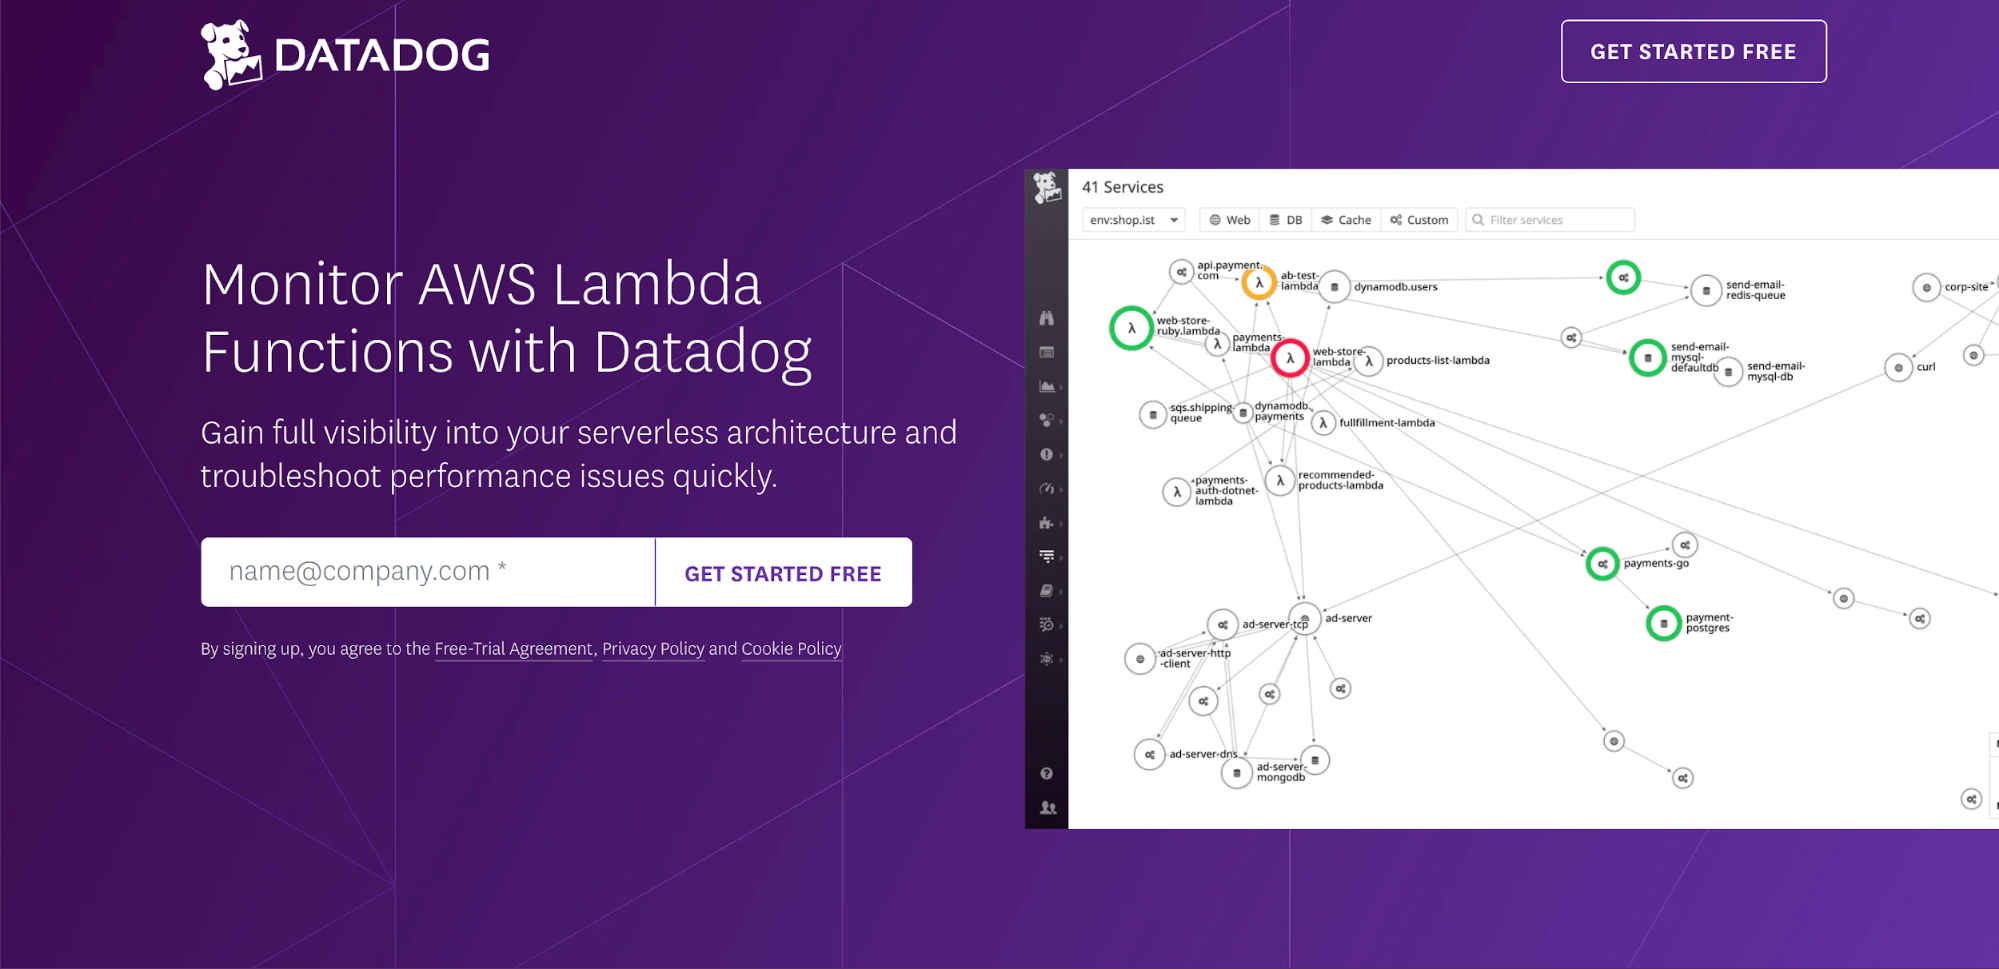 DATADOG
GET STARTED FREE
Monitor AWS Lambda
Functions with Datadog
Gain full visibility into your serverless architecture and
troubleshoot performance issues quickly.
name@company.com *
GET STARTED FREE
By signing up, you agree to the Free-Trial Agreement, Privacy Policy and Cookie Policy
41 Services
env:shop.ist
Web
DB
Cache
Custom
Filter services
api.payment.
com
ab-test-
lambda
dynamodb.users
send-email-
redis-queue
corp-site
web-store-
ruby.lambda
payments-
lambda
web-store-
lambda
products-list-lambda
send-email-
mysql-
defaultdb
send-email-
mysql-db
curl
sqs.shipping-
queue
dynamodb.
payments
fullfillment-lambda
payments-
auth-dotnet-
lambda
recommended-
products-lambda
payments-go
payment-
postgres
ad-server-tcp
ad-server
ad-server-http
-client
ad-server-dns
ad-server-
mongodb